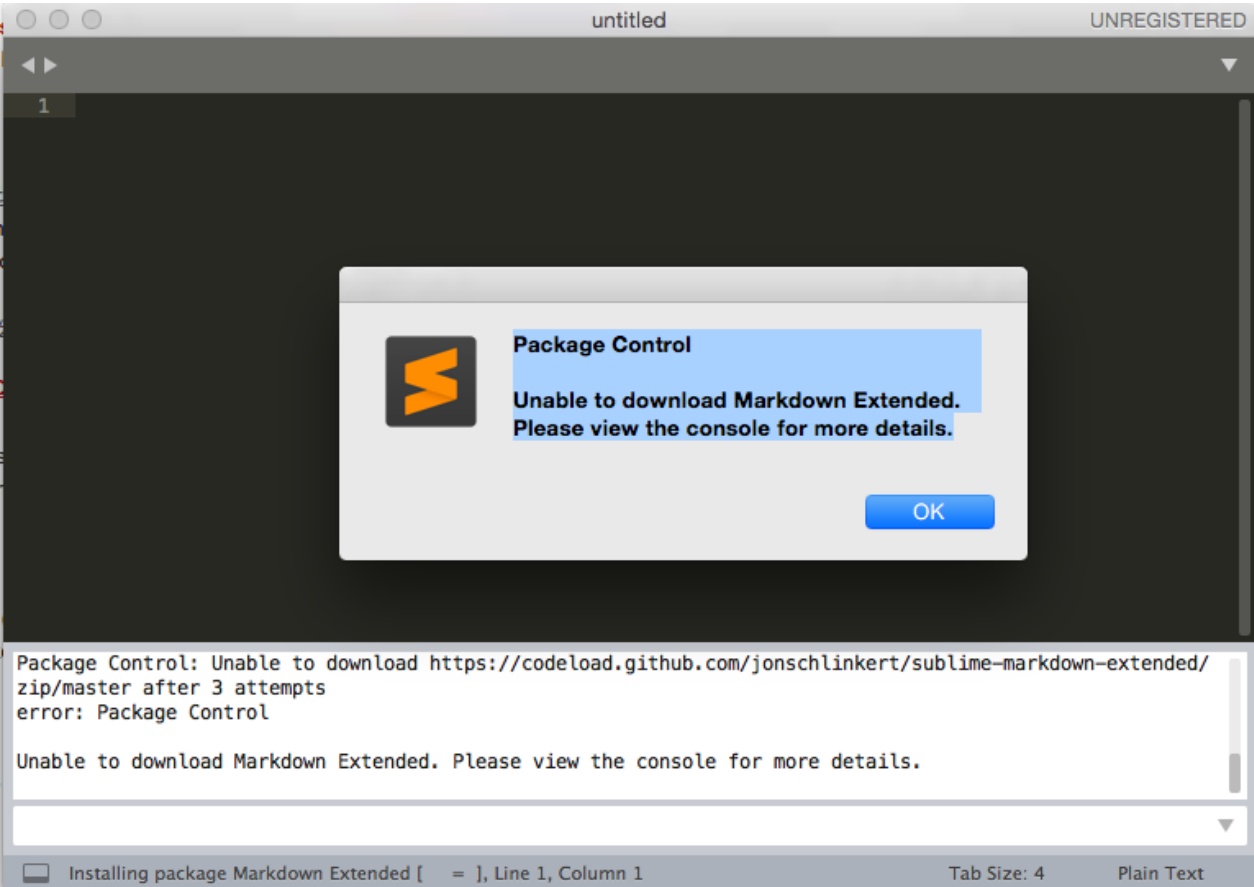 untitled
UNREGISTERED
1
Package Control
Unable to download Markdown Extended.
Please view the console for more details.
OK
Package Control: Unable to download https://codeload.github.com/jonschlinkert/sublime-markdown-extended/
zip/master after 3 attempts
error: Package Control
Unable to download Markdown Extended. Please view the console for more details.
Installing package Markdown Extended [   = ], Line 1, Column 1
Tab Size: 4
Plain Text